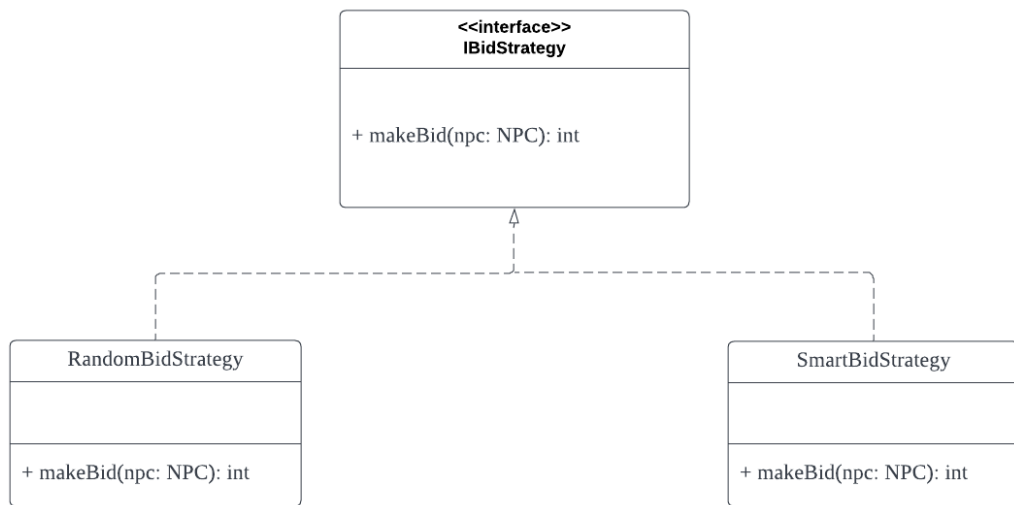 <<interface>>
IBidStrategy
+ makeBid(npc: NPC): int
RandomBidStrategy
+ makeBid(npc: NPC): int
SmartBidStrategy
+ makeBid(npc: NPC): int